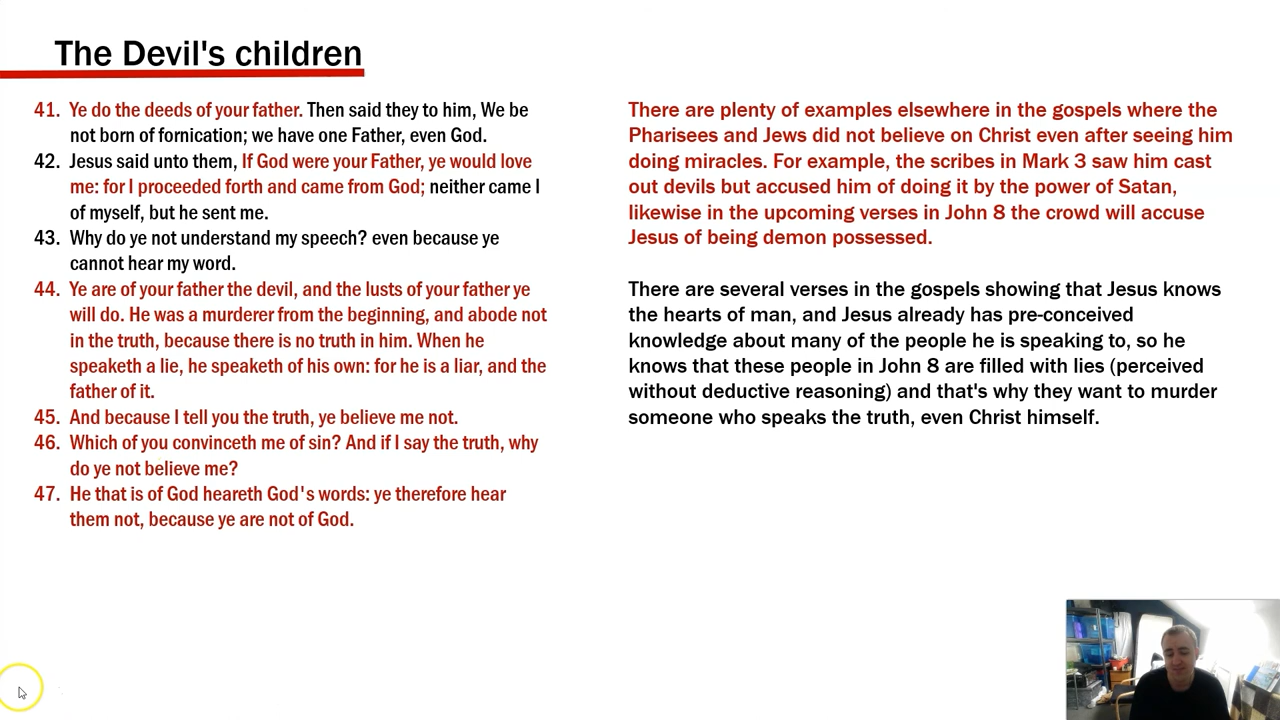 The Devil's children
41. Ye do the deeds of your father. Then said they to him, We be
not born of fornication; we have one Father, even God.
42. Jesus said unto them, If God were your Father, ye would love
me: for I proceeded forth and came from God; neither came I
of myself, but he sent me.
43. Why do ye not understand my speech? even because ye
cannot hear my word.
44. Ye are of your father the devil, and the lusts of your father ye
will do. He was a murderer from the beginning, and abode not
in the truth, because there is no truth in him. When he
speaketh a lie, he speaketh of his own: for he is a liar, and the
father of it.
45. And because I tell you the truth, ye believe me not.
46. Which of you convinceth me of sin? And if I say the truth, why
do ye not believe me?
47. He that is of God heareth God's words: ye therefore hear
them not, because ye are not of God.
There are plenty of examples elsewhere in the gospels where the
Pharisees and Jews did not believe on Christ even after seeing him
doing miracles. For example, the scribes in Mark 3 saw him cast
out devils but accused him of doing it by the power of Satan,
likewise in the upcoming verses in John 8 the crowd will accuse
Jesus of being demon possessed.
There are several verses in the gospels showing that Jesus knows
the hearts of man, and Jesus already has pre-conceived
knowledge about many of the people he is speaking to, so he
knows that these people in John 8 are filled with lies (perceived
without deductive reasoning) and that's why they want to murder
someone who speaks the truth, even Christ himself.